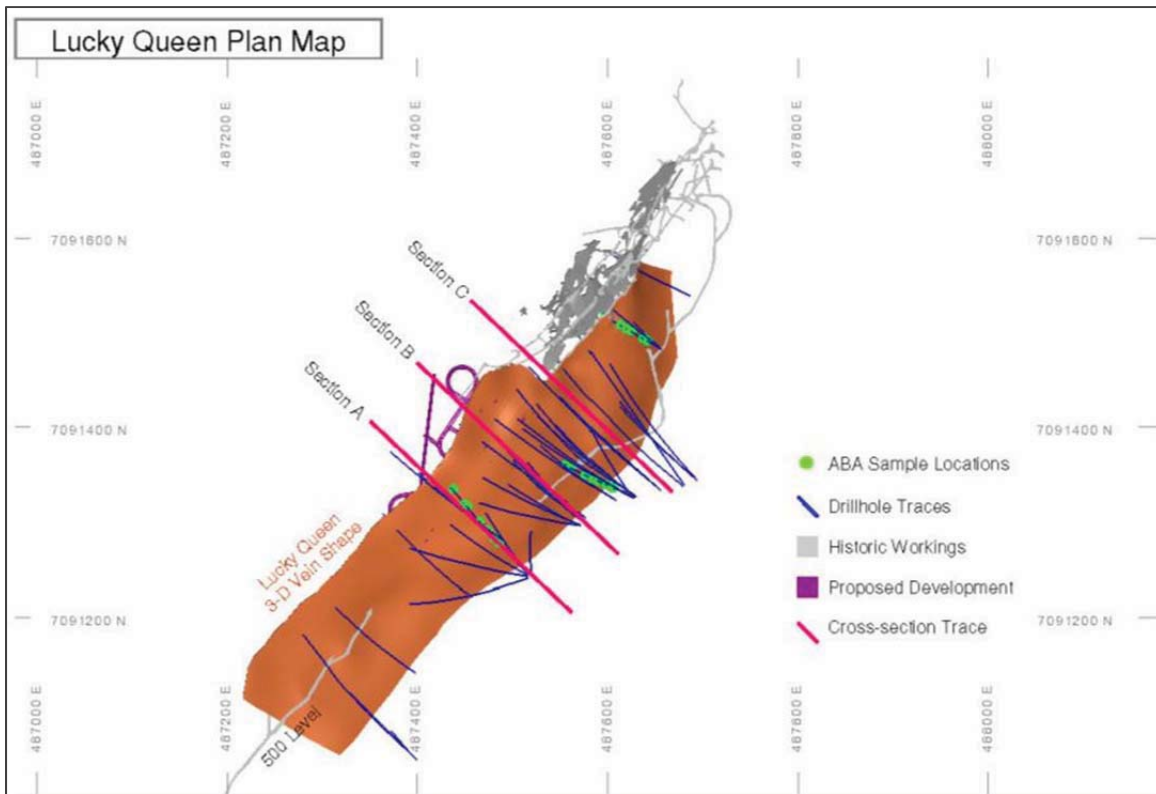 Lucky Queen Plan Map
487000 E
487200 E
487400 E
487600 E
487800 E
488000 E
7091600 N
7091600 N
Section C
Section B
Section A
7091400 N
7091400 N
ABA Sample Locations
Drillhole Traces
Historic Workings
Proposed Development
Cross-section Trace
Lucky Queen
3-D Vein Shape
7091200 N
7091200 N
500 Level
487000 E
487200 E
487400 E
487600 E
487800 E
488000 E